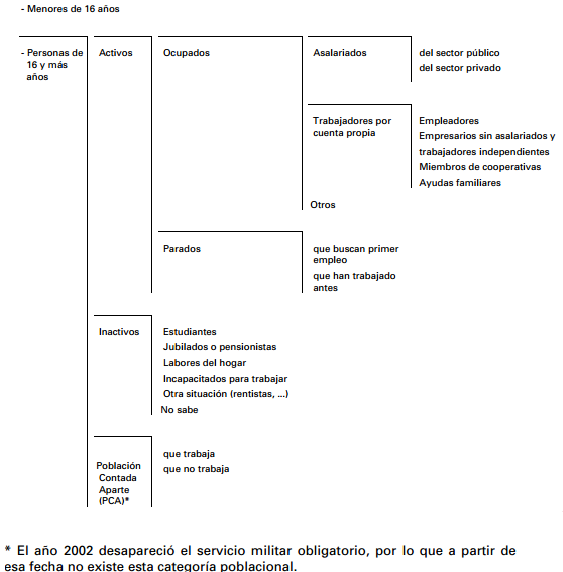 - Menores de 16 años
- Personas de
16 y más
años
Activos
Ocupados
Asalariados
del sector público
del sector privado
Trabajadores por
cuenta propia
Empleadores
Empresarios sin asalariados y
trabajadores independientes
Miembros de cooperativas
Ayudas familiares
Otros
Parados
que buscan primer
empleo
que han trabajado
antes
Inactivos
Estudiantes
Jubilados o pensionistas
Labores del hogar
Incapacitados para trabajar
Otra situación (rentistas, ...)
No sabe
Población
Contada
Aparte
(PCA)*
que trabaja
que no trabaja
* El año 2002 desapareció el servicio militar obligatorio, por lo que a partir de
esa fecha no existe esta categoría poblacional.